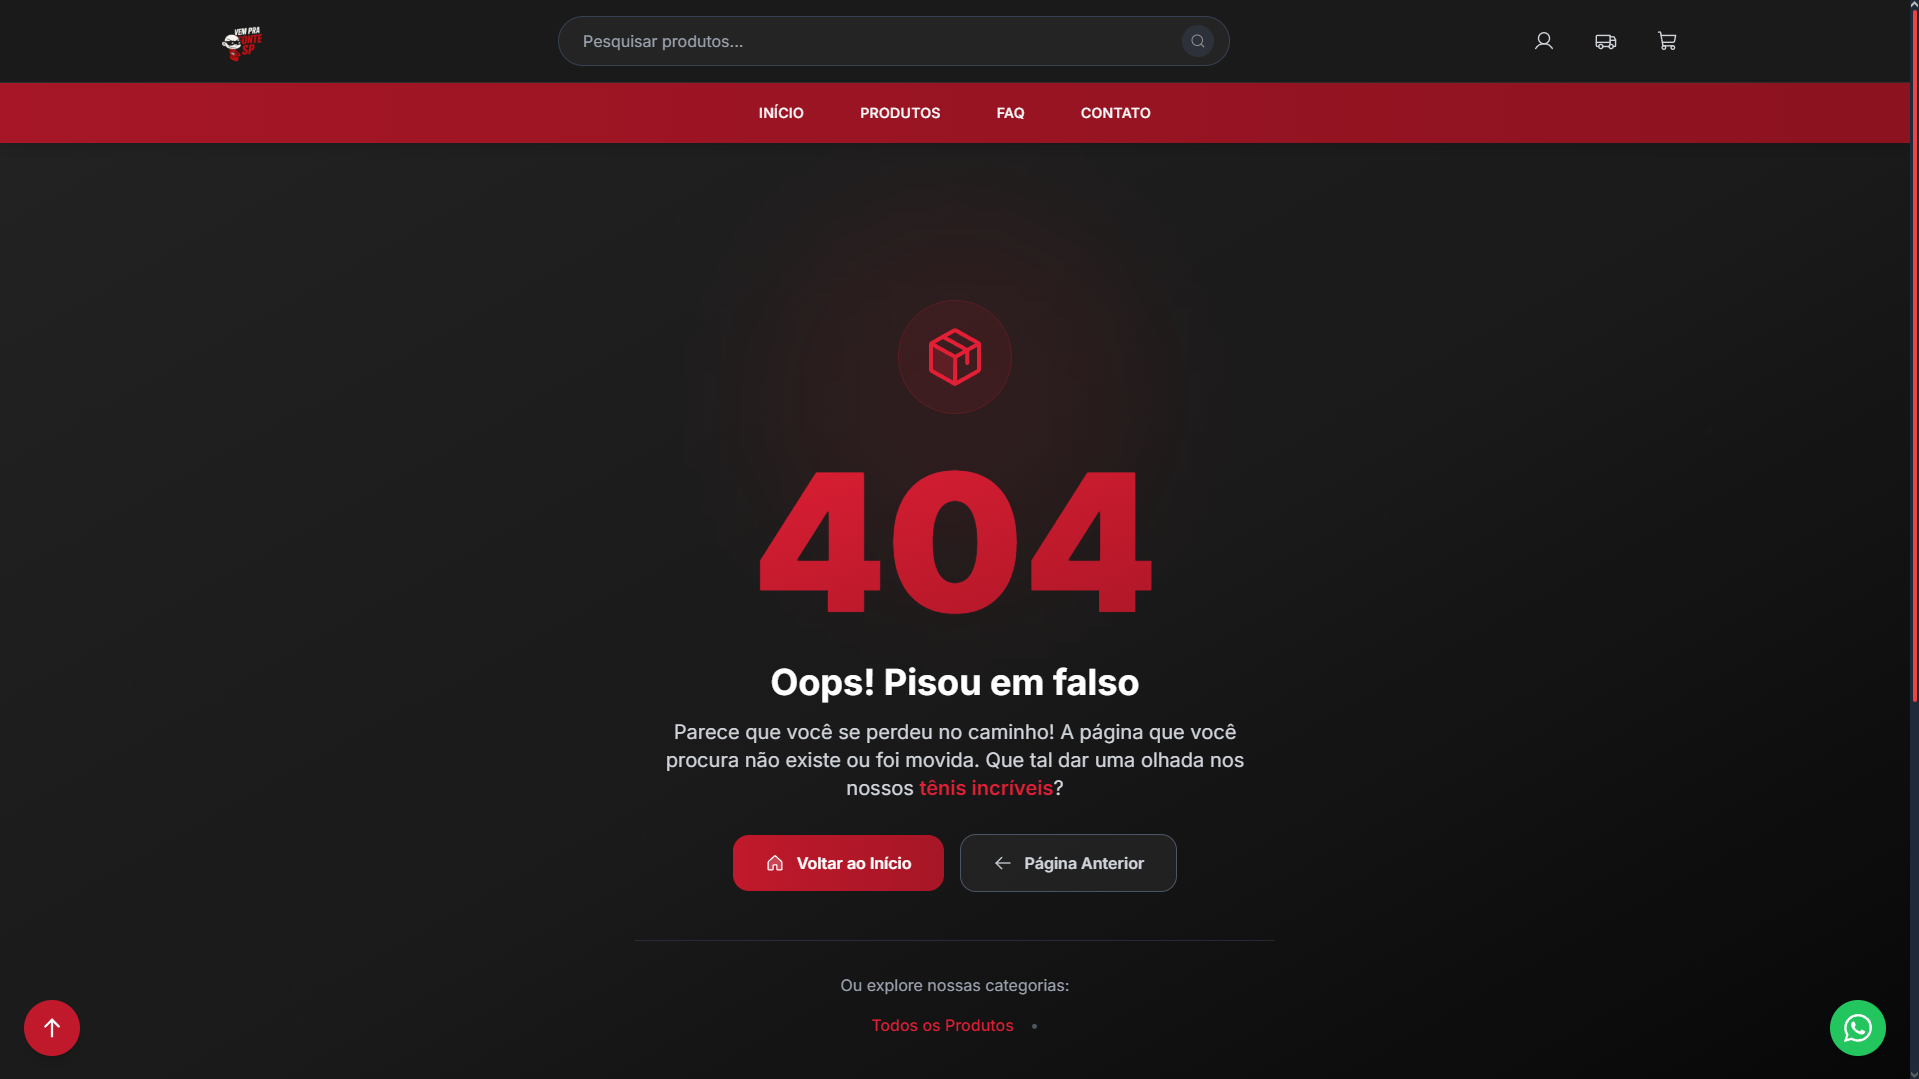 VEM PRA
FONTE
SP
Pesquisar produtos...
INÍCIO
PRODUTOS
FAQ
CONTATO
404
Oops! Pisou em falso
Parece que você se perdeu no caminho! A página que você
procura não existe ou foi movida. Que tal dar uma olhada nos
nossos tênis incríveis?
Voltar ao Início
Página Anterior
Ou explore nossas categorias:
Todos os Produtos •